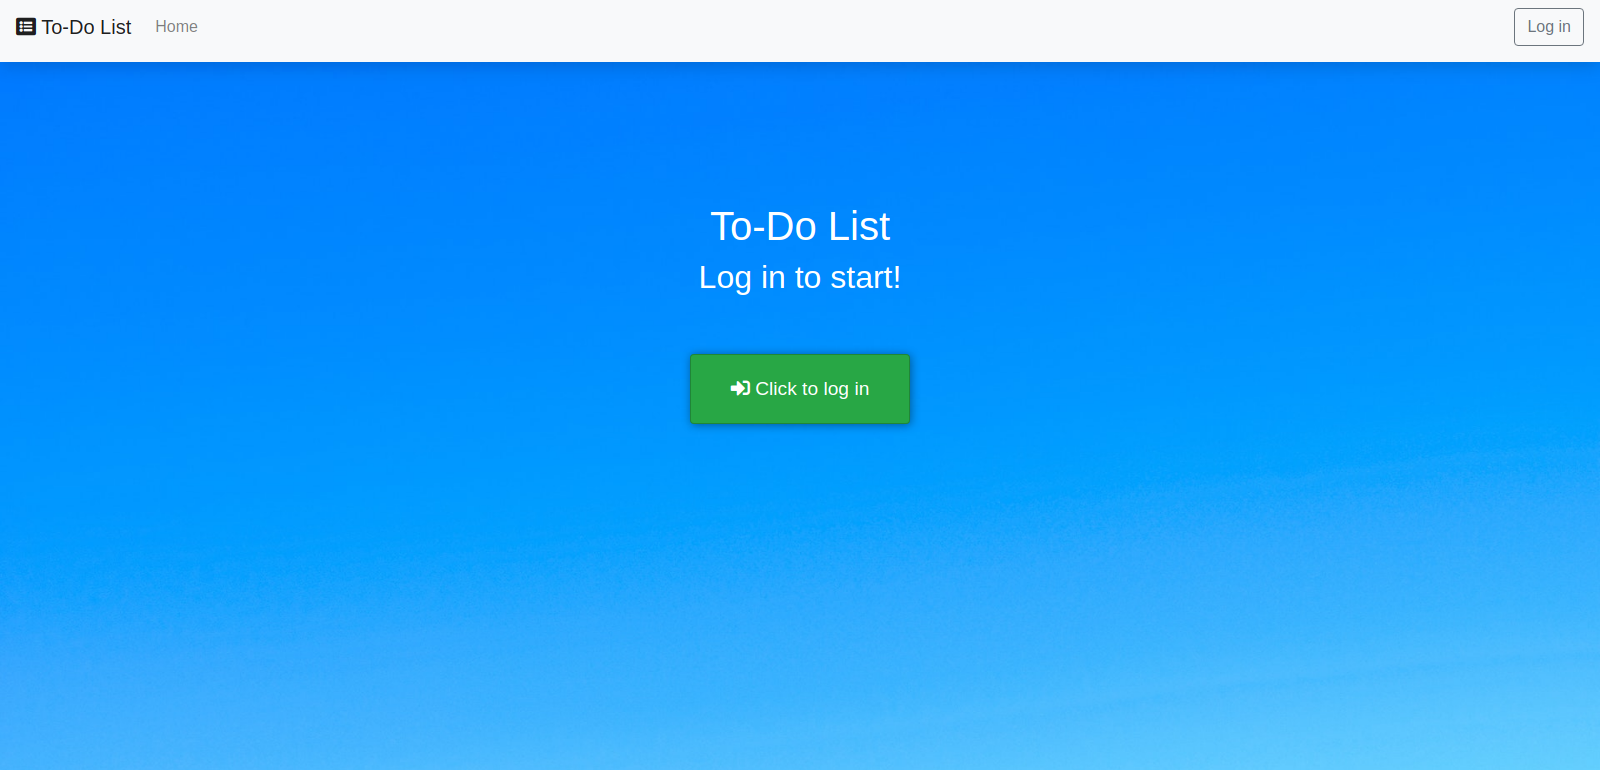 To-Do List Home Log in
To-Do List
Log in to start!
Click to log in